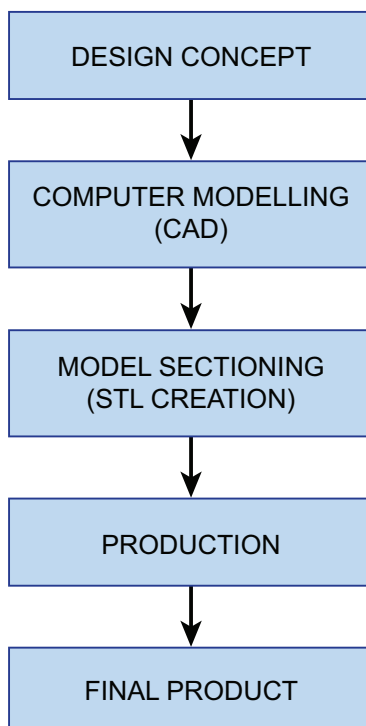 DESIGN CONCEPT
COMPUTER MODELLING
(CAD)
MODEL SECTIONING
(STL CREATION)
PRODUCTION
FINAL PRODUCT